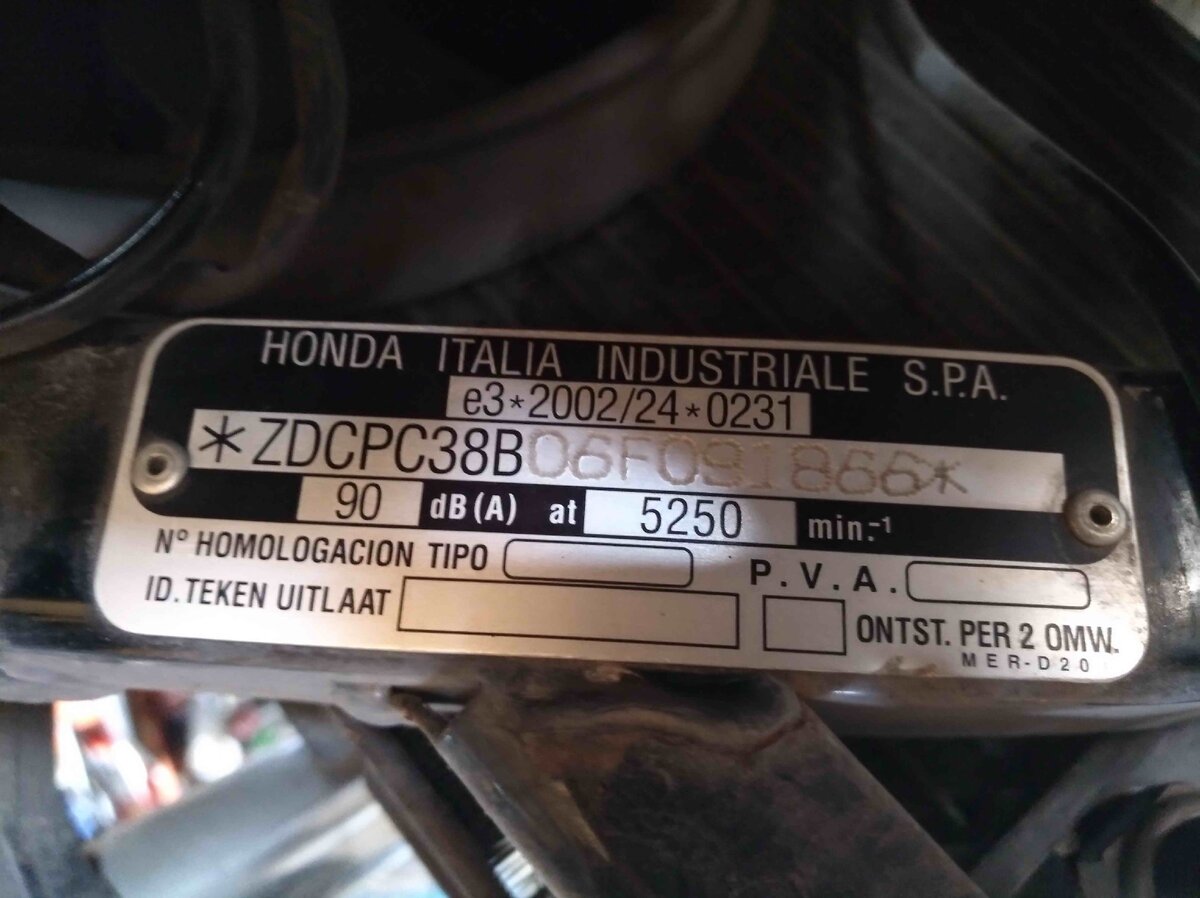 HONDA ITALIA INDUSTRIALE S.P.A.
e3*2002/24*0231
*ZDCPC38B06F091866*
90 dB(A) at 5250 min.-1
N° HOMOLOGACION TIPO P.V.A.
ID.TEKEN UITLAAT ONTST. PER 2 OMW.
MER-D20